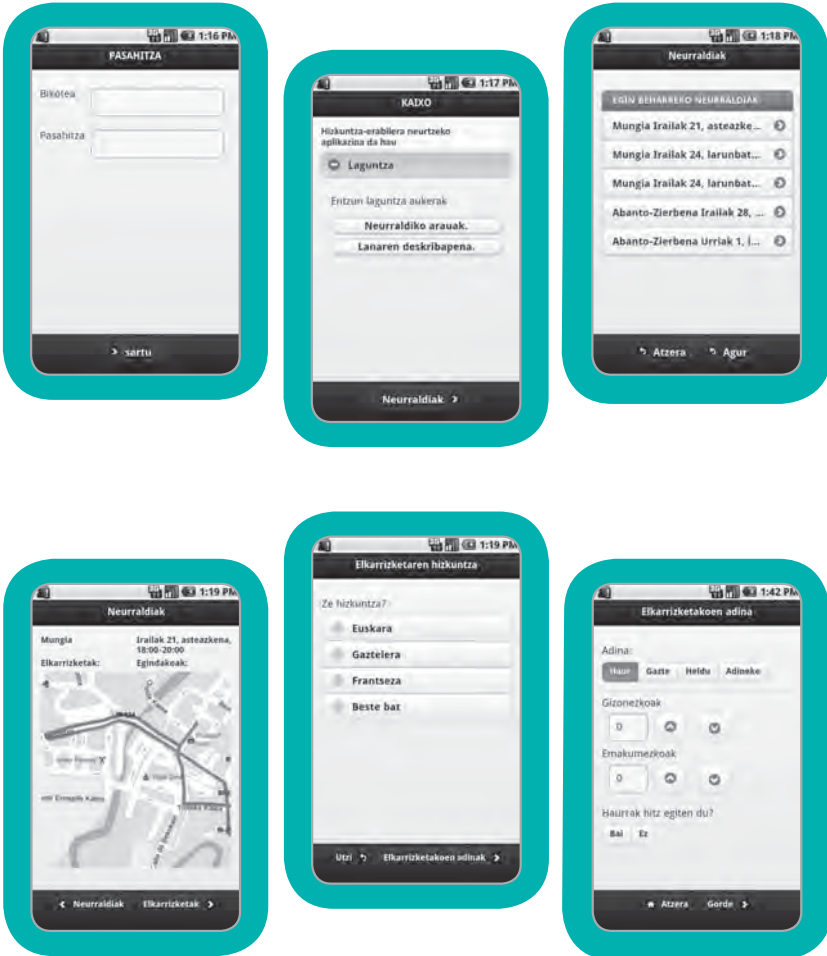 1:16 PM
PASAHITZA
Bikotea
Pasahitza
sartu
1:17 PM
KAIXO
Hizkuntza-erabilera neurtzeko
aplikazina da hau
Laguntza
Entzun laguntza aukerak
Neurraldiko arauak.
Lanaren deskribapena.
Neurraldiak
1:18 PM
Neurraldiak
EGIN BEHARREKO NEURRALDIAK
Mungia Irailak 21, asteazke...
Mungia Irailak 24, larunbat...
Mungia Irailak 24, larunbat...
Abanto-Zierbena Irailak 28, ...
Abanto-Zierbena Urriak 1, l...
Atzera Agur
1:19 PM
Neurraldiak
Mungia Irailak 21, asteazkena,
18:00-20:00
Elkarrizketak: Egindakoak:
Neurraldiak Elkarrizketak
1:19 PM
Elkarrizketaren hizkuntza
Ze hizkuntza?
Euskara
Gaztelera
Frantseza
Beste bat
Utzi Elkarrizketakoen adinak
1:42 PM
Elkarrizketakoen adina
Adina:
Haur Gazte Heldu Adineko
Gizonezkoak
0
Emakumezkoak
0
Haurrak hitz egiten du?
Bai Ez
Atzera Gorde